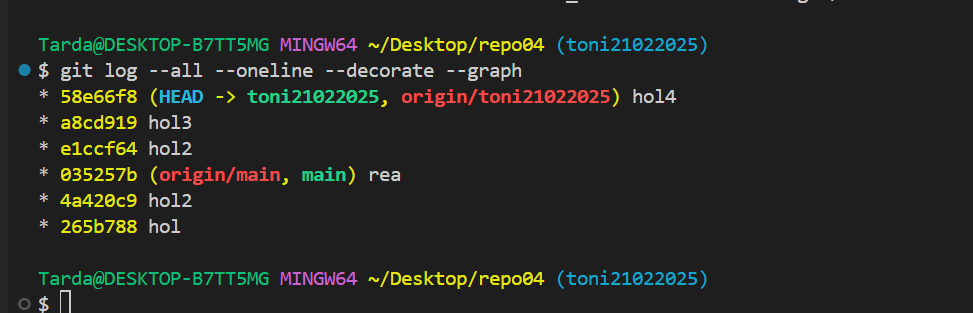 Tarda@DESKTOP-B7TT5MG MINGW64 ~/Desktop/repo04 (toni21022025)
$ git log --all --oneline --decorate --graph
* 58e66f8 (HEAD -> toni21022025, origin/toni21022025) hol4
* a8cd919 hol3
* e1ccf64 hol2
* 035257b (origin/main, main) rea
* 4a420c9 hol2
* 265b788 hol
Tarda@DESKTOP-B7TT5MG MINGW64 ~/Desktop/repo04 (toni21022025)
$